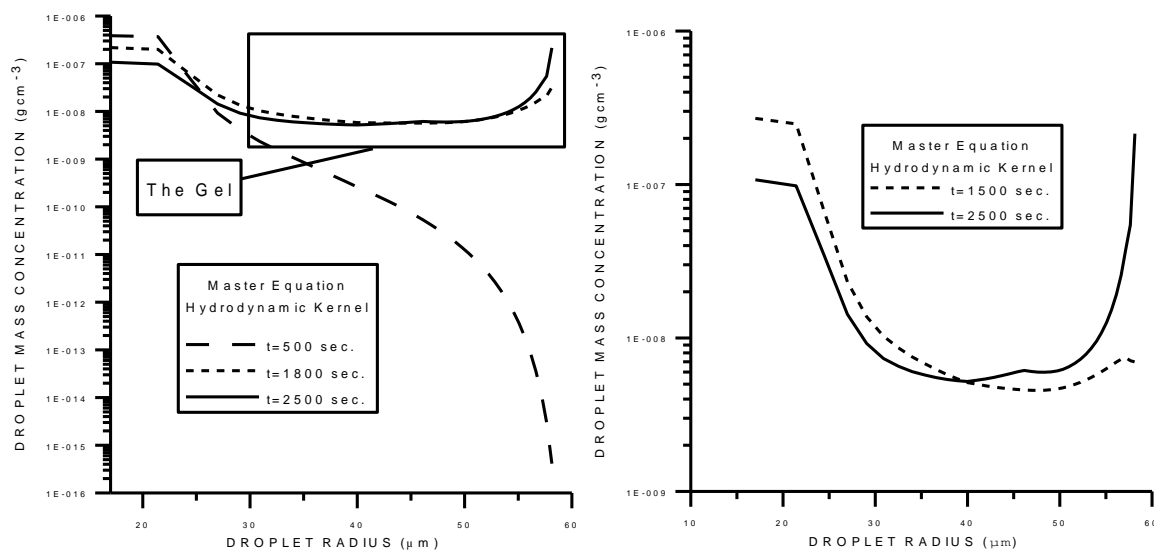 1E-006
1E-007
1E-008
1E-009
1E-010
1E-011
1E-012
1E-013
1E-014
1E-015
1E-016
DROPLET MASS CONCENTRATION (gcm-3)
The Gel
Master Equation
Hydrodynamic Kernel
t=500 sec.
t=1800 sec.
t=2500 sec.
20 30 40 50 60
DROPLET RADIUS (μm)
1E-006
1E-007
1E-008
1E-009
DROPLET MASS CONCENTRATION (gcm-3)
Master Equation
Hydrodynamic Kernel
t=1500 sec.
t=2500 sec.
10 20 30 40 50 60
DROPLET RADIUS (μm)